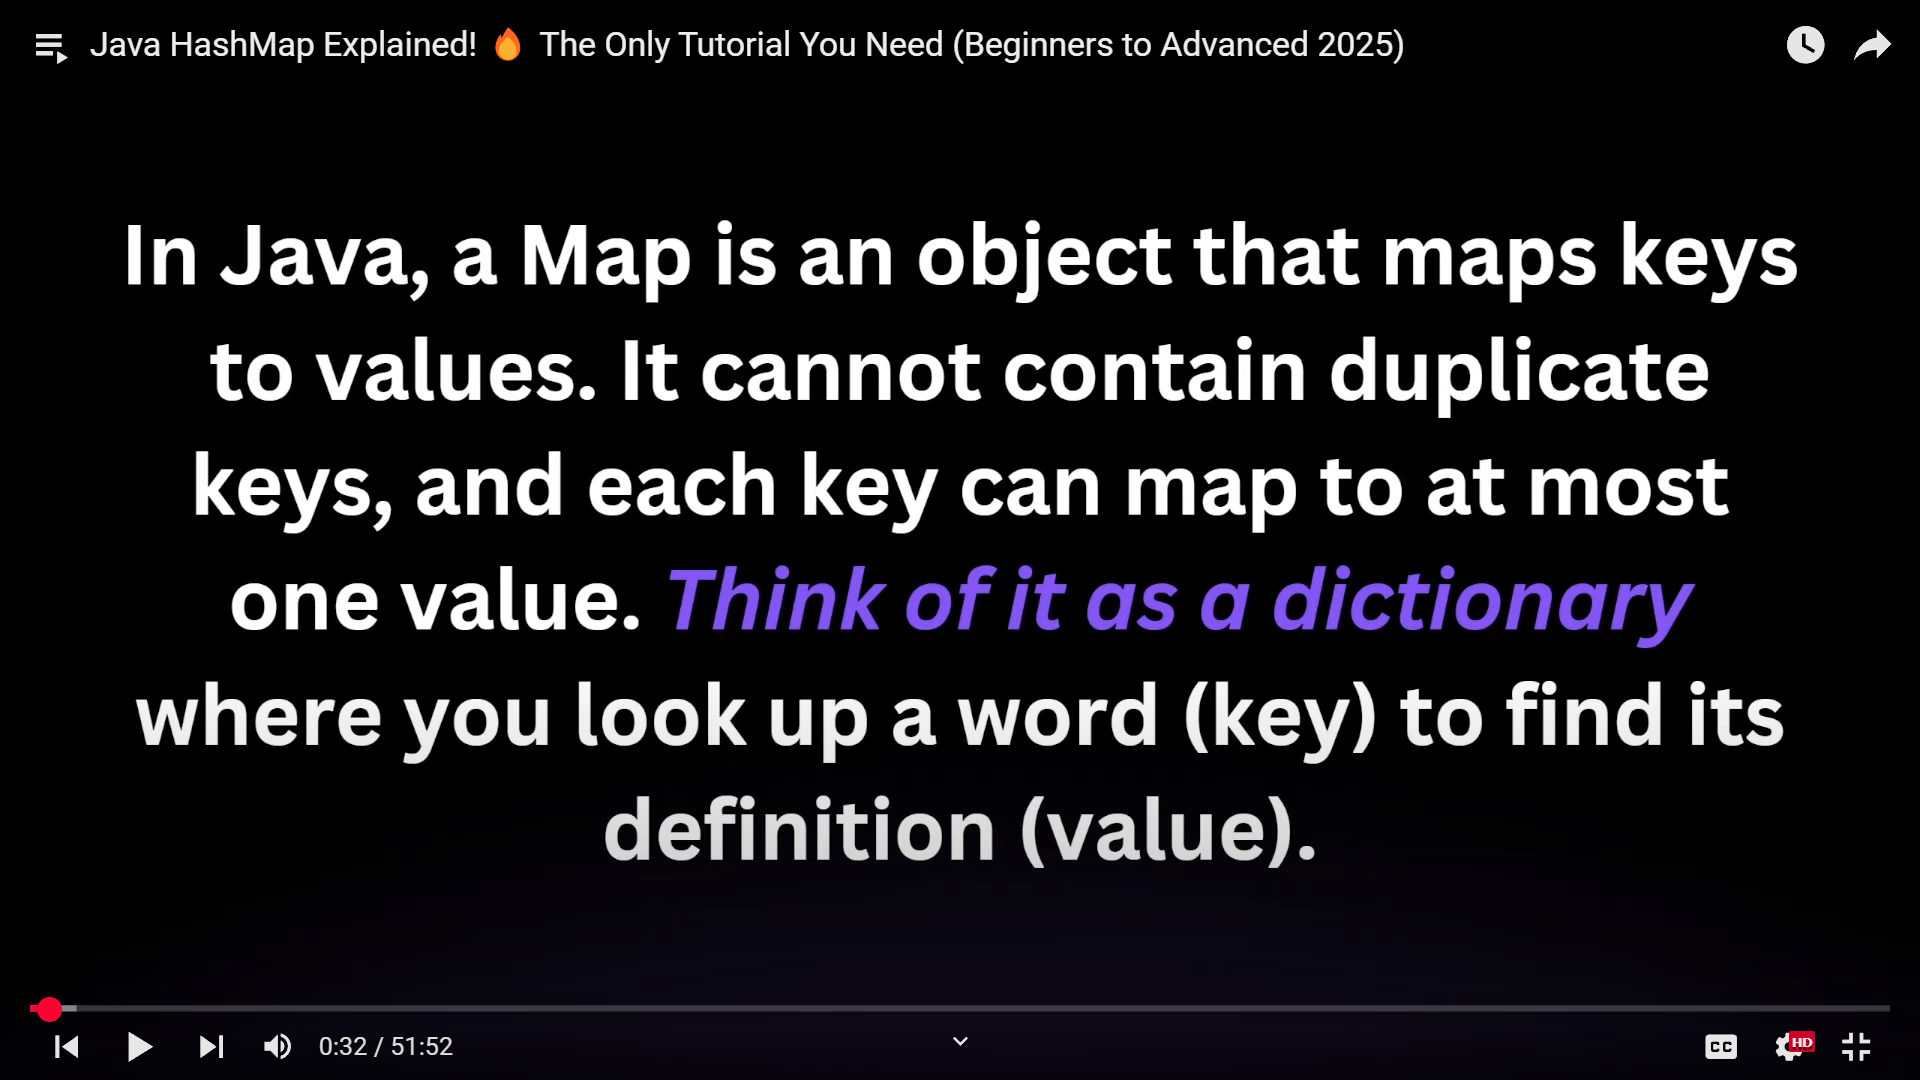 Java HashMap Explained! 🔥 The Only Tutorial You Need (Beginners to Advanced 2025)
In Java, a Map is an object that maps keys
to values. It cannot contain duplicate
keys, and each key can map to at most
one value. Think of it as a dictionary
where you look up a word (key) to find its
definition (value).
0:32 / 51:52
CC
HD